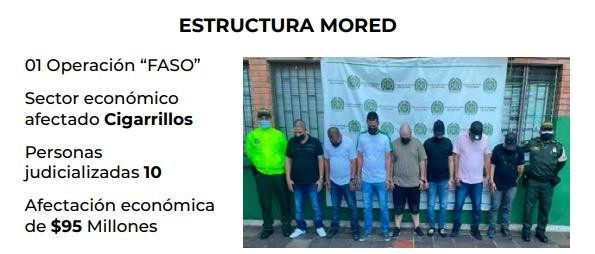 ESTRUCTURA MORED
01 Operación “FASO”
Sector económico
afectado Cigarrillos
Personas
judicializadas 10
Afectación económica
de $95 Millones